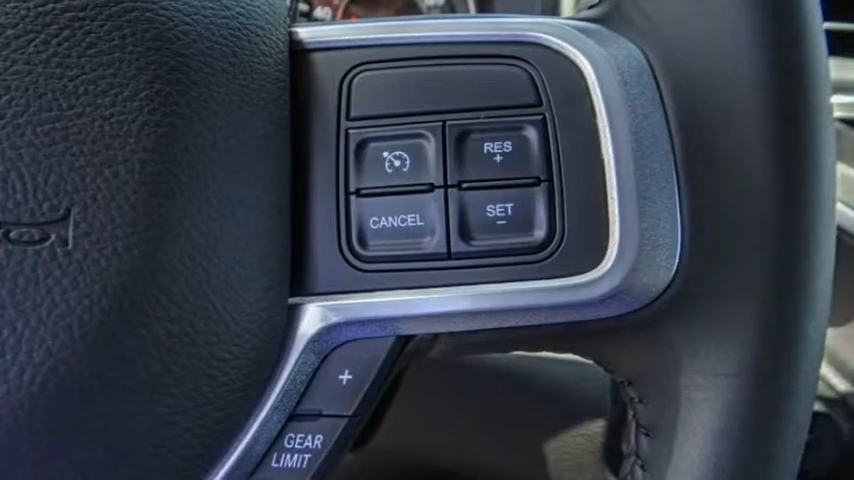 RES
+
CANCEL
SET
−
+
GEAR
LIMIT